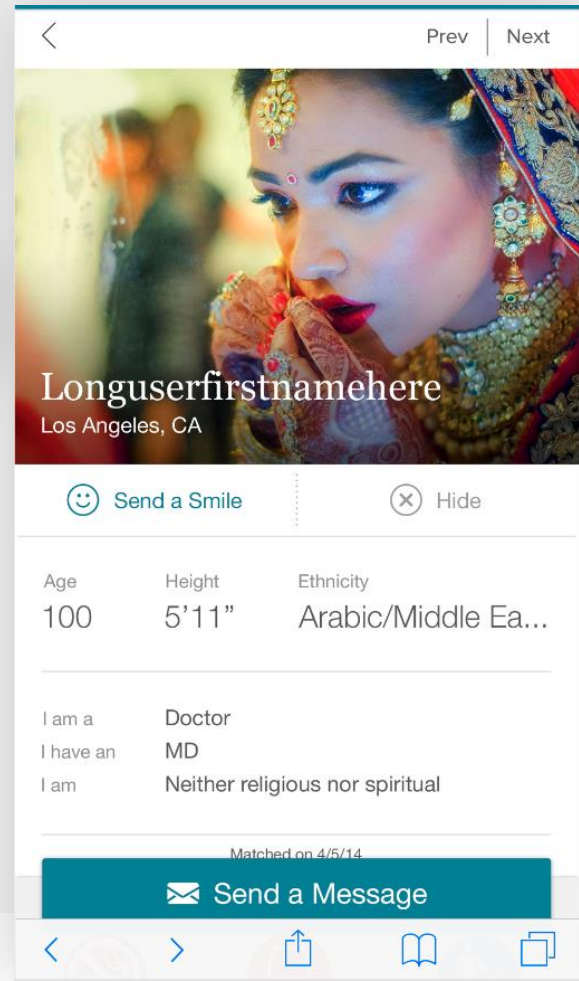 Prev Next
Longuserfirstnamehere
Los Angeles, CA
Send a Smile Hide
Age Height Ethnicity
100 5’11” Arabic/Middle Ea...
I am a Doctor
I have an MD
I am Neither religious nor spiritual
Matched on 4/5/14
Send a Message